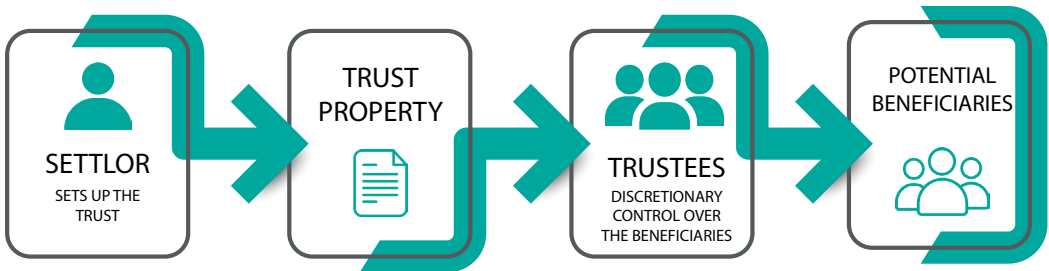 SETTLOR
SETS UP THE
TRUST
TRUST
PROPERTY
TRUSTEES
DISCRETIONARY
CONTROL OVER
THE BENEFICIARIES
POTENTIAL
BENEFICIARIES